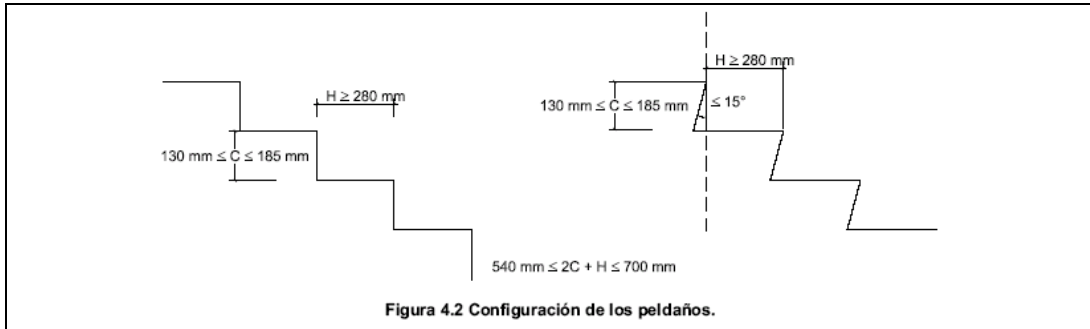 H ≥ 280 mm
130 mm ≤ C ≤ 185 mm
H ≥ 280 mm
130 mm ≤ C ≤ 185 mm
≤ 15°
540 mm ≤ 2C + H ≤ 700 mm
Figura 4.2 Configuración de los peldaños.